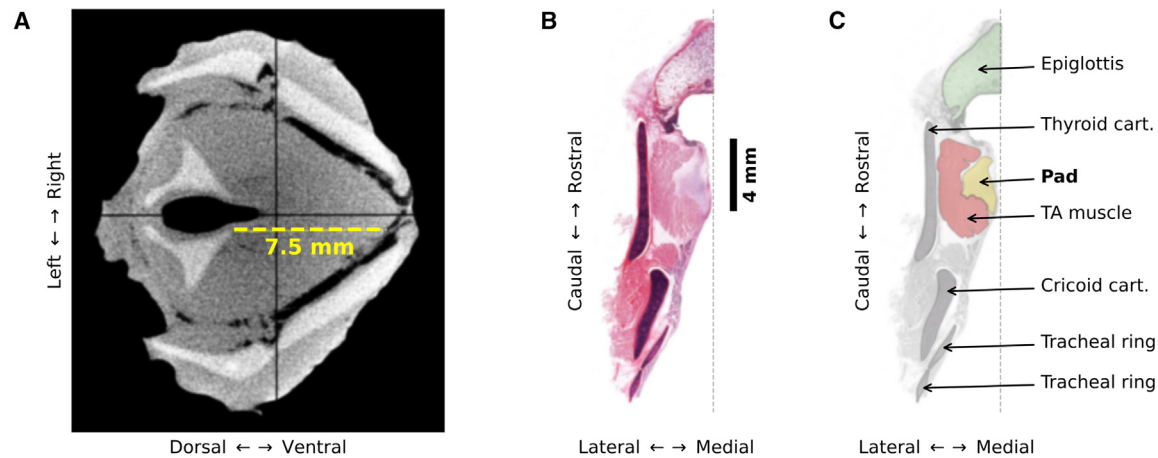 A
B
C
Left ← → Right
7.5 mm
Dorsal ← → Ventral
Caudal ← → Rostral
4 mm
Lateral ← → Medial
Caudal ← → Rostral
Epiglottis
Thyroid cart.
Pad
TA muscle
Cricoid cart.
Tracheal ring
Tracheal ring
Lateral ← → Medial